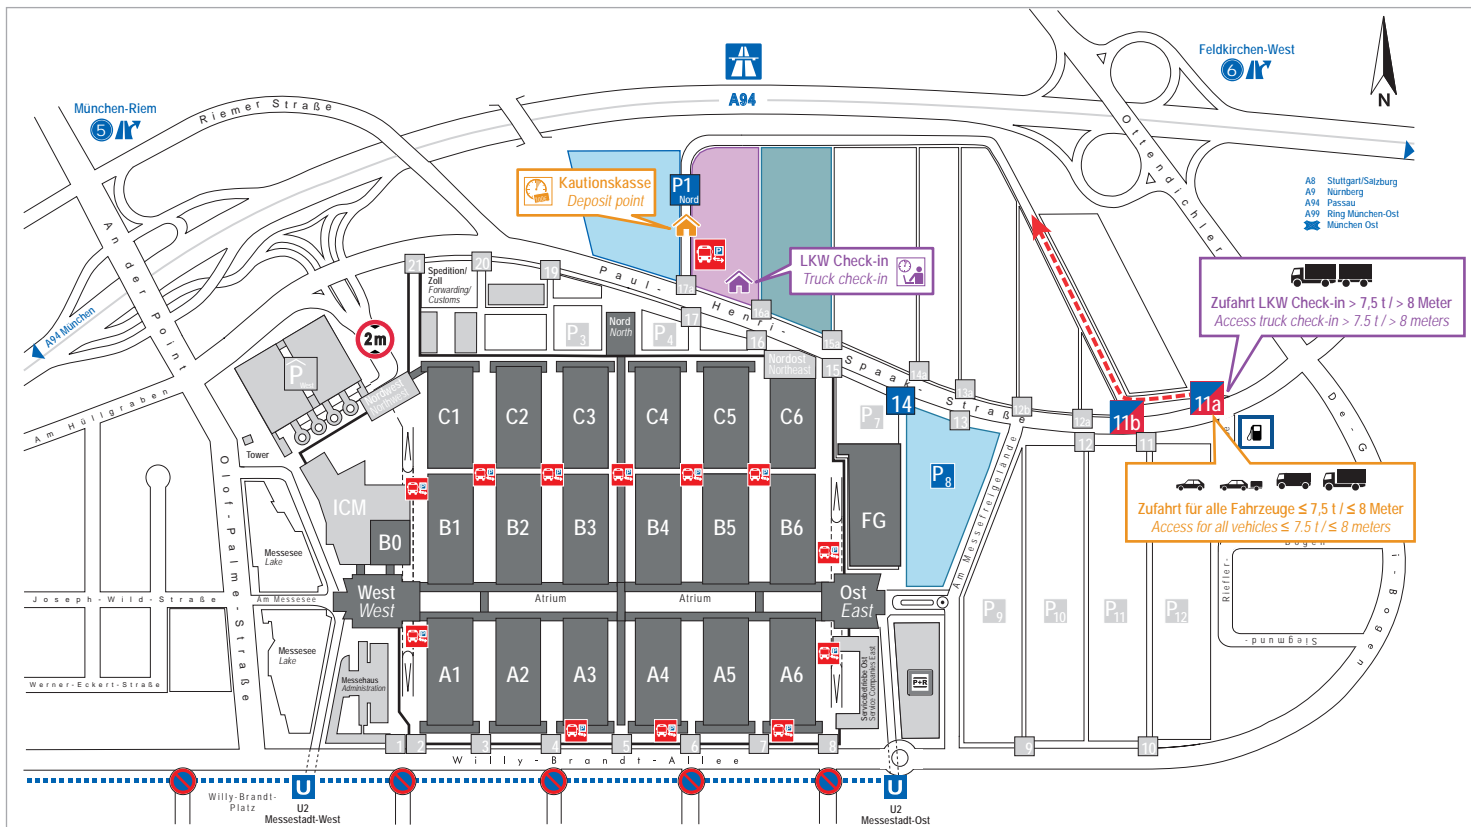 Feldkirchen-West
6
A94
N
München-Riem
5
Riemer Straße
Ottendichler
A8 Stuttgart/Salzburg
A9 Nürnberg
A94 Passau
A99 Ring München-Ost
München Ost
Kautionskasse
Deposit point
P1
Nord
An der Point
LKW Check-in
Truck check-in
Zufahrt LKW Check-in > 7,5 t / > 8 Meter
Access truck check-in > 7.5 t / > 8 meters
21
20
19
Spedition/
Zoll
Forwarding/
Customs
Paul-Henri-Spaak-Straße
17a
16a
15a
14a
13a
12b
12a
17
16
15
14
13
12
11
11b
11a
A94 München
2m
P3
Nord
North
P4
Nordost
Northeast
P7
P8
P
West
Nordwest
Northwest
Am Hüllgraben
Tower
C1
C2
C3
C4
C5
C6
De-G
i-Bogen
Zufahrt für alle Fahrzeuge ≤ 7,5 t / ≤ 8 Meter
Access for all vehicles ≤ 7.5 t / ≤ 8 meters
Olof-Palme-Straße
ICM
B0
B1
B2
B3
B4
B5
B6
FG
Am Messefreigelände
Messesee
Lake
Joseph-Wild-Straße
Am Messesee
West
West
Atrium
Atrium
Ost
East
P9
P10
P11
P12
Riefler-
Bogen
Siegmund-
Messesee
Lake
Werner-Eckert-Straße
Messehaus
Administration
A1
A2
A3
A4
A5
A6
Servicebetriebe Ost
Service Companies East
P+R
1
2
3
4
5
6
7
8
9
10
Willy-Brandt-Allee
Willy-Brandt-
Platz
U
U2
Messestadt-West
U
U2
Messestadt-Ost